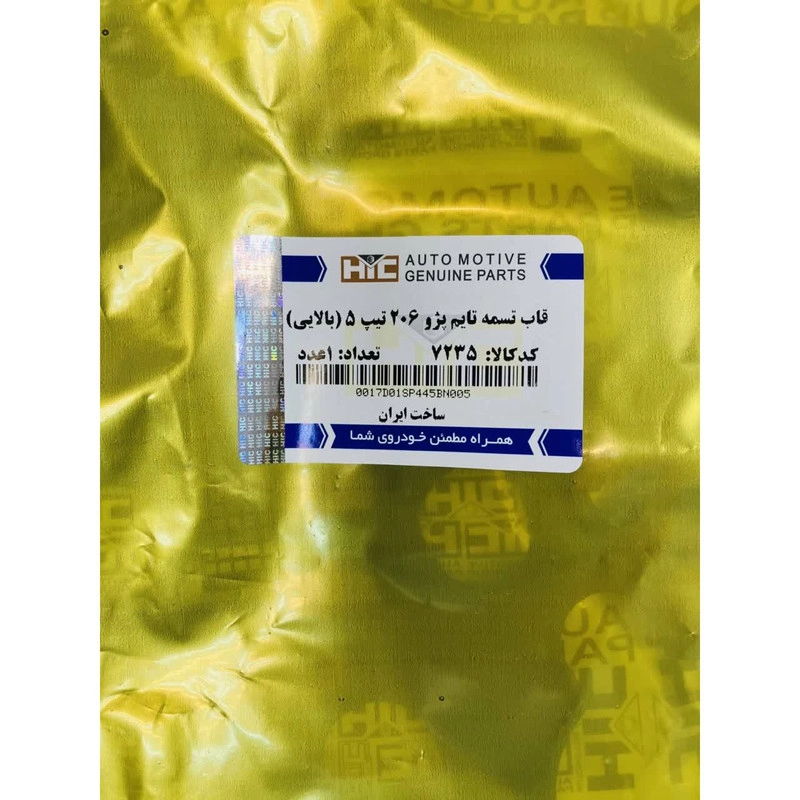 HIC AUTO MOTIVE
GENUINE PARTS
قاب تسمه تایم پژو ۲۰۶ تیپ ۵ (بالایی)
کدکالا: ۷۲۳۵ تعداد: ۱عدد
0017D01SP445BN005
ساخت ایران
همراه مطمئن خودروی شما